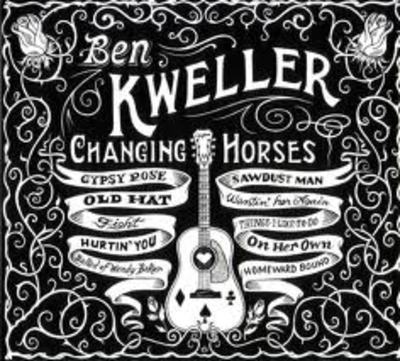 Ben
KWELLER
CHANGING HORSES
GYPSY ROSE
OLD HAT
Fight
HURTIN' YOU
Ballad of Wendy Baker
SAWDUST MAN
Wantin' her Again
THINGS I LIKE TO DO
On Her Own
HOMEWARD BOUND